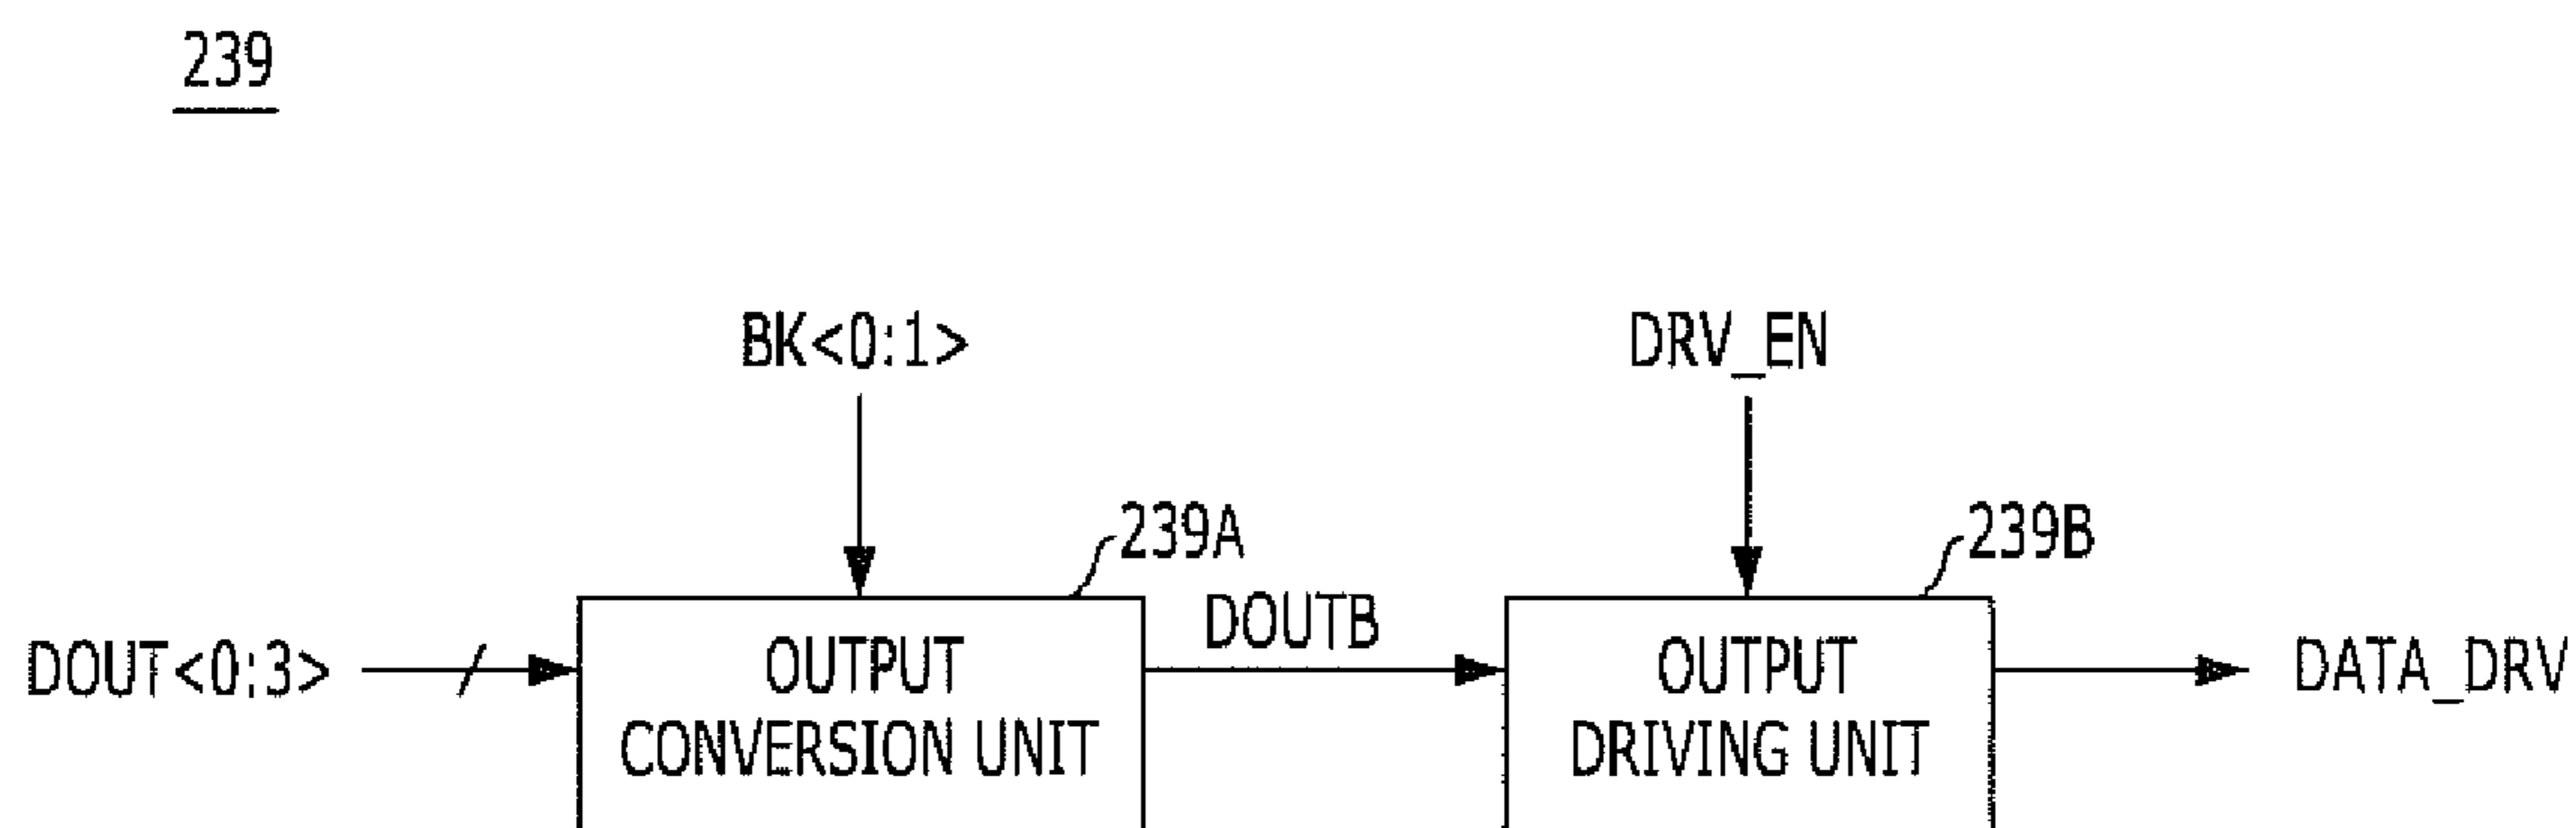 239
BK<0:1>
DRV_EN
239A
239B
DOUTB
DOUT<0:3>
OUTPUT
CONVERSION UNIT
OUTPUT
DRIVING UNIT
DATA_DRV